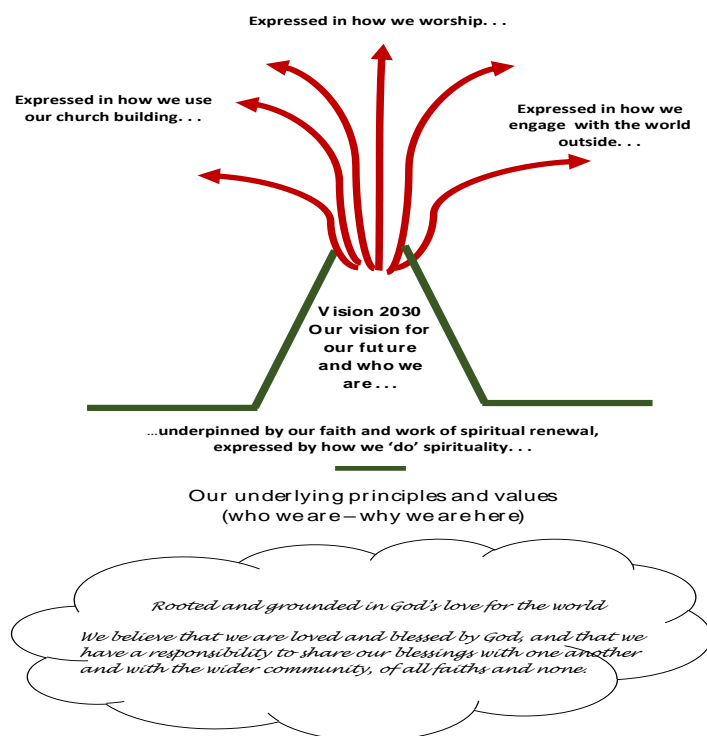 Expressed in how we worship. . .
Expressed in how we use
our church building. . .
Expressed in how we
engage with the world
outside. . .
Vision 2030
Our vision for
our future
and who we
are . . .
...underpinned by our faith and work of spiritual renewal,
expressed by how we ‘do’ spirituality. . .
Our underlying principles and values
(who we are – why we are here)
Rooted and grounded in God’s love for the world
We believe that we are loved and blessed by God, and that we
have a responsibility to share our blessings with one another
and with the wider community, of all faiths and none.